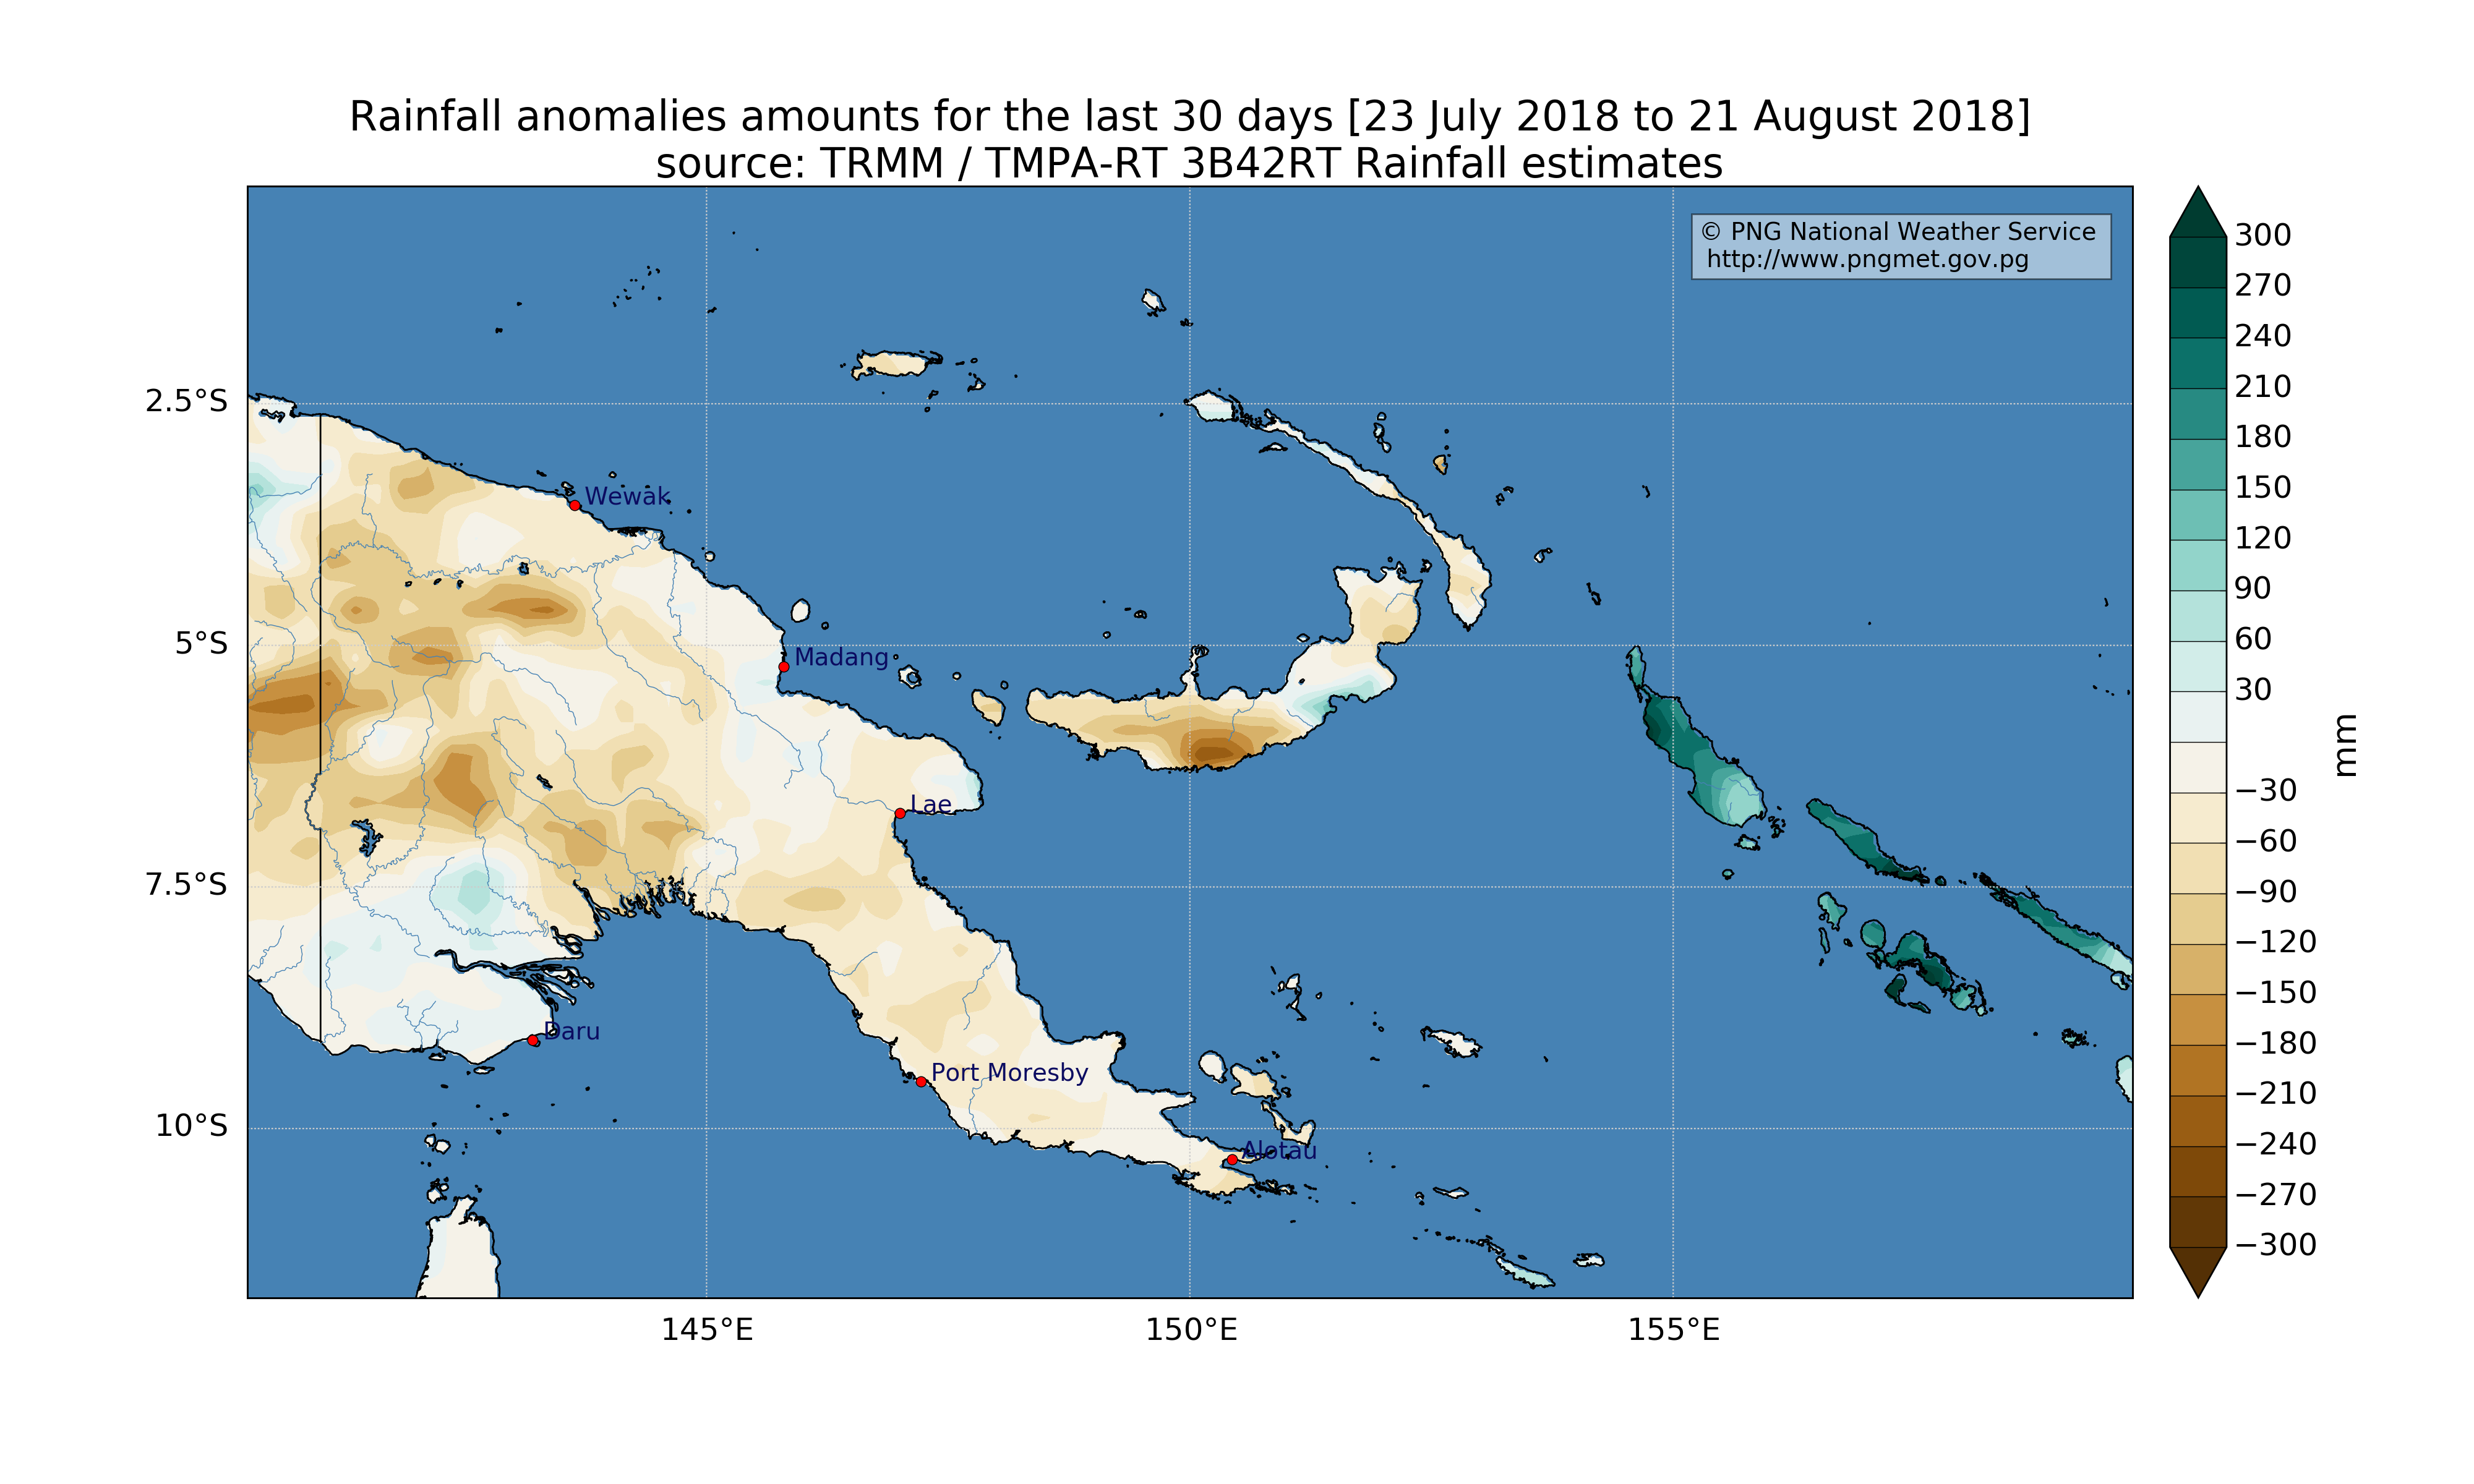 Rainfall anomalies amounts for the last 30 days [23 July 2018 to 21 August 2018]
source: TRMM / TMPA-RT 3B42RT Rainfall estimates
© PNG National Weather Service
http://www.pngmet.gov.pg
2.5°S
5°S
7.5°S
10°S
Wewak
Madang
Lae
Daru
Port Moresby
Alotau
145°E
150°E
155°E
300
270
240
210
180
150
120
90
60
30
−30
−60
−90
−120
−150
−180
−210
−240
−270
−300
mm